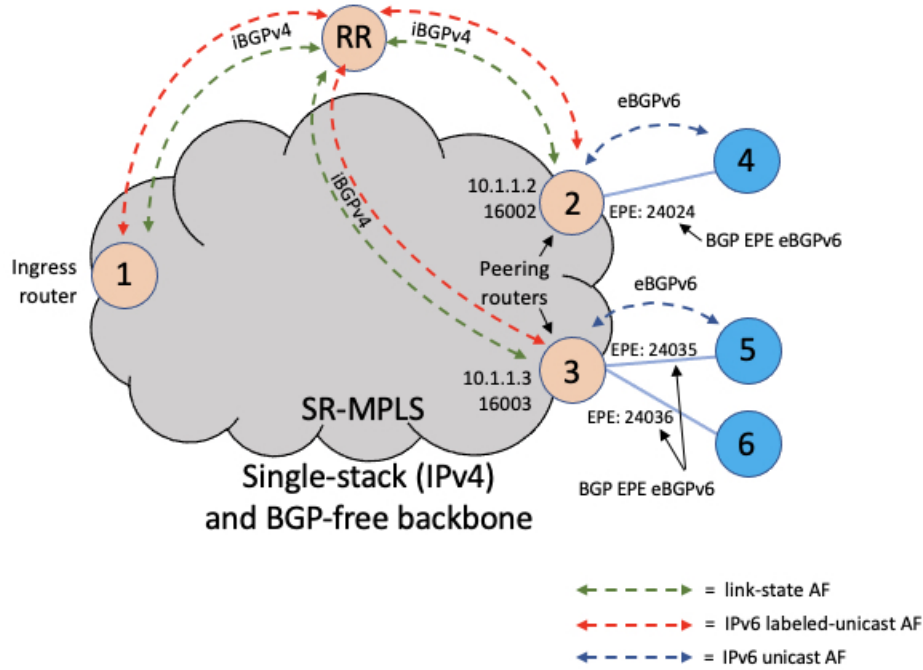 iBGPv4
RR
iBGPv4
eBGPv6
4
10.1.1.2
16002
2
EPE: 24024
BGP EPE eBGPv6
Ingress
router
1
iBGPv4
Peering
routers
eBGPv6
10.1.1.3
16003
3
EPE: 24035
5
EPE: 24036
6
SR-MPLS
BGP EPE eBGPv6
Single-stack (IPv4)
and BGP-free backbone
= link-state AF
= IPv6 labeled-unicast AF
= IPv6 unicast AF